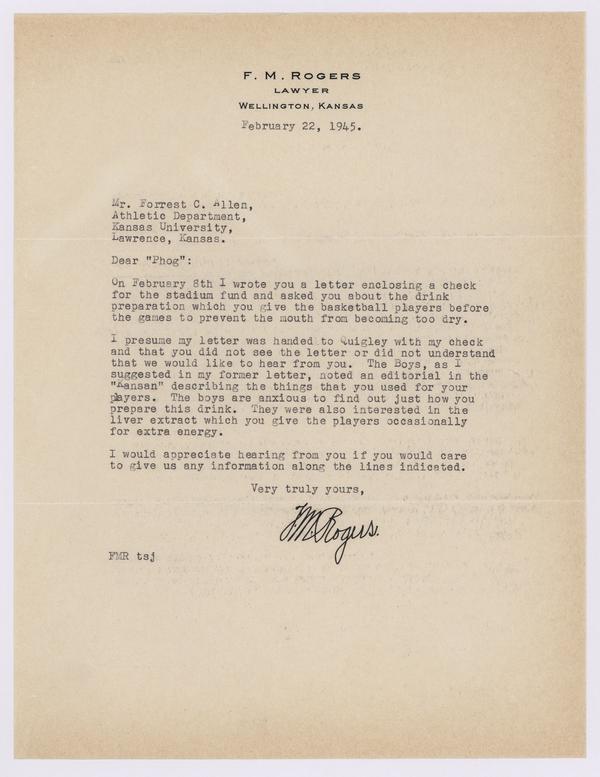 F. M. ROGERS
LAWYER
WELLINGTON, KANSAS
February 22, 1945.
Mr. Forrest C. Allen,
Athletic Department,
Kansas University,
Lawrence, Kansas.
Dear "Phog":
On February 8th I wrote you a letter enclosing a check
for the stadium fund and asked you about the drink
preparation which you give the basketball players before
the games to prevent the mouth from becoming too dry.
I presume my letter was handed to Quigley with my check
and that you did not see the letter or did not understand
that we would like to hear from you.  The Boys, as I
suggested in my former letter, noted an editorial in the
"Kansan" describing the things that you used for your
players.  The boys are anxious to find out just how you
prepare this drink.  They were also interested in the
liver extract which you give the players occasionally
for extra energy.
I would appreciate hearing from you if you would care
to give us any information along the lines indicated.
Very truly yours,
F.M. Rogers.
FMR tsj